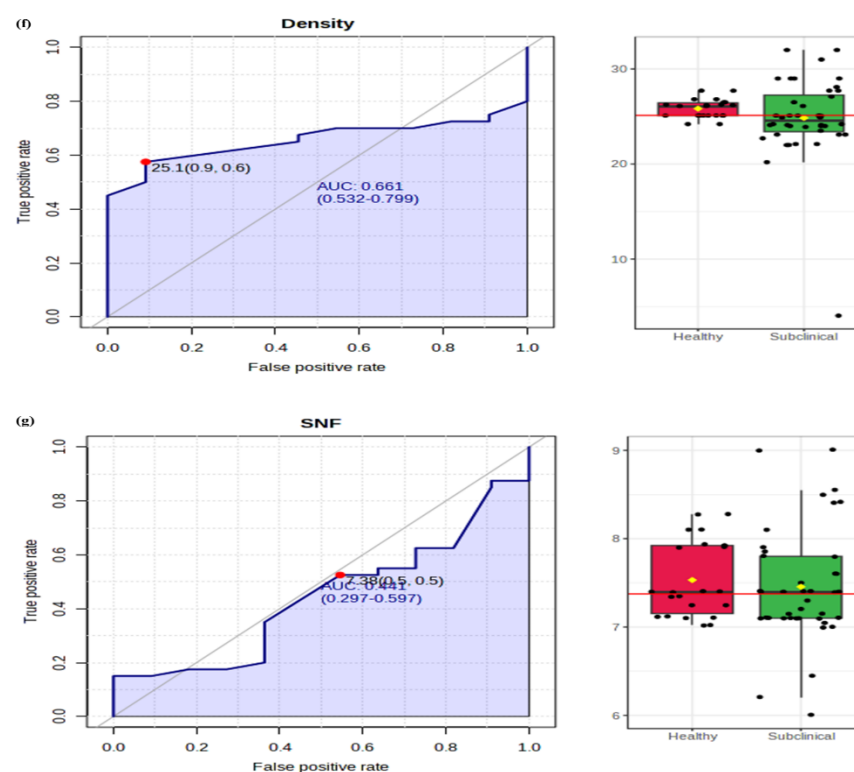 (f)
Density
True positive rate
0.0 0.2 0.4 0.6 0.8 1.0
25.1(0.9, 0.6)
AUC: 0.661
(0.532-0.799)
0.0 0.2 0.4 0.6 0.8 1.0
False positive rate
30
20
10
Healthy Subclinical
(g)
SNF
True positive rate
0.0 0.2 0.4 0.6 0.8 1.0
7.38(0.5, 0.5)
AUC: 0.441
(0.297-0.597)
0.0 0.2 0.4 0.6 0.8 1.0
False positive rate
9
8
7
6
Healthy Subclinical